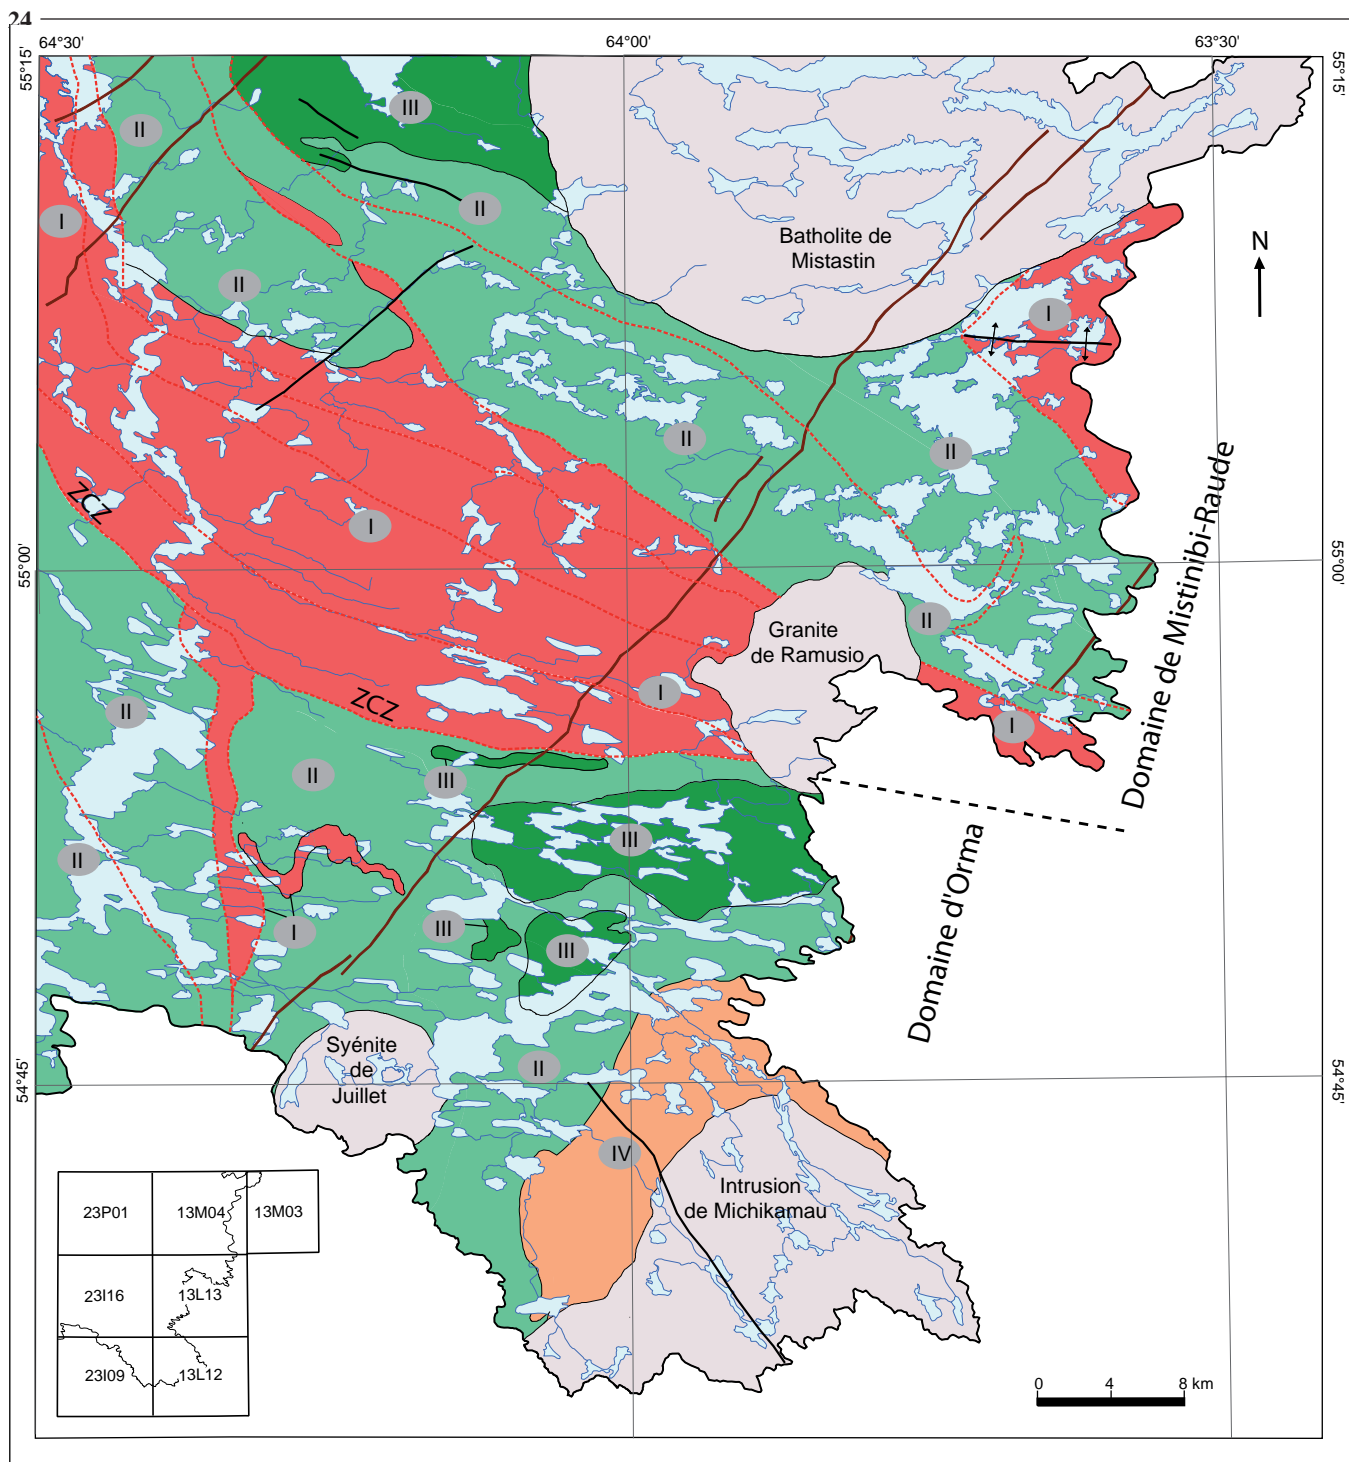 24
64°30'
64°00'
63°30'
55°15'
55°15'
III
II
II
I
Batholite de
Mistastin
N
II
I
II
II
ZCZ
I
Domaine de Mistinibi-Raude
55°00'
55°00'
II
Granite
de Ramusio
I
ZCZ
II
I
II
III
III
II
Domaine d'Orma
III
I
III
Syénite
de
Juillet
II
54°45'
54°45'
IV
Intrusion
de Michikamau
23P01
13M04
13M03
23I16
13L13
23I09
13L12
0 4 8 km